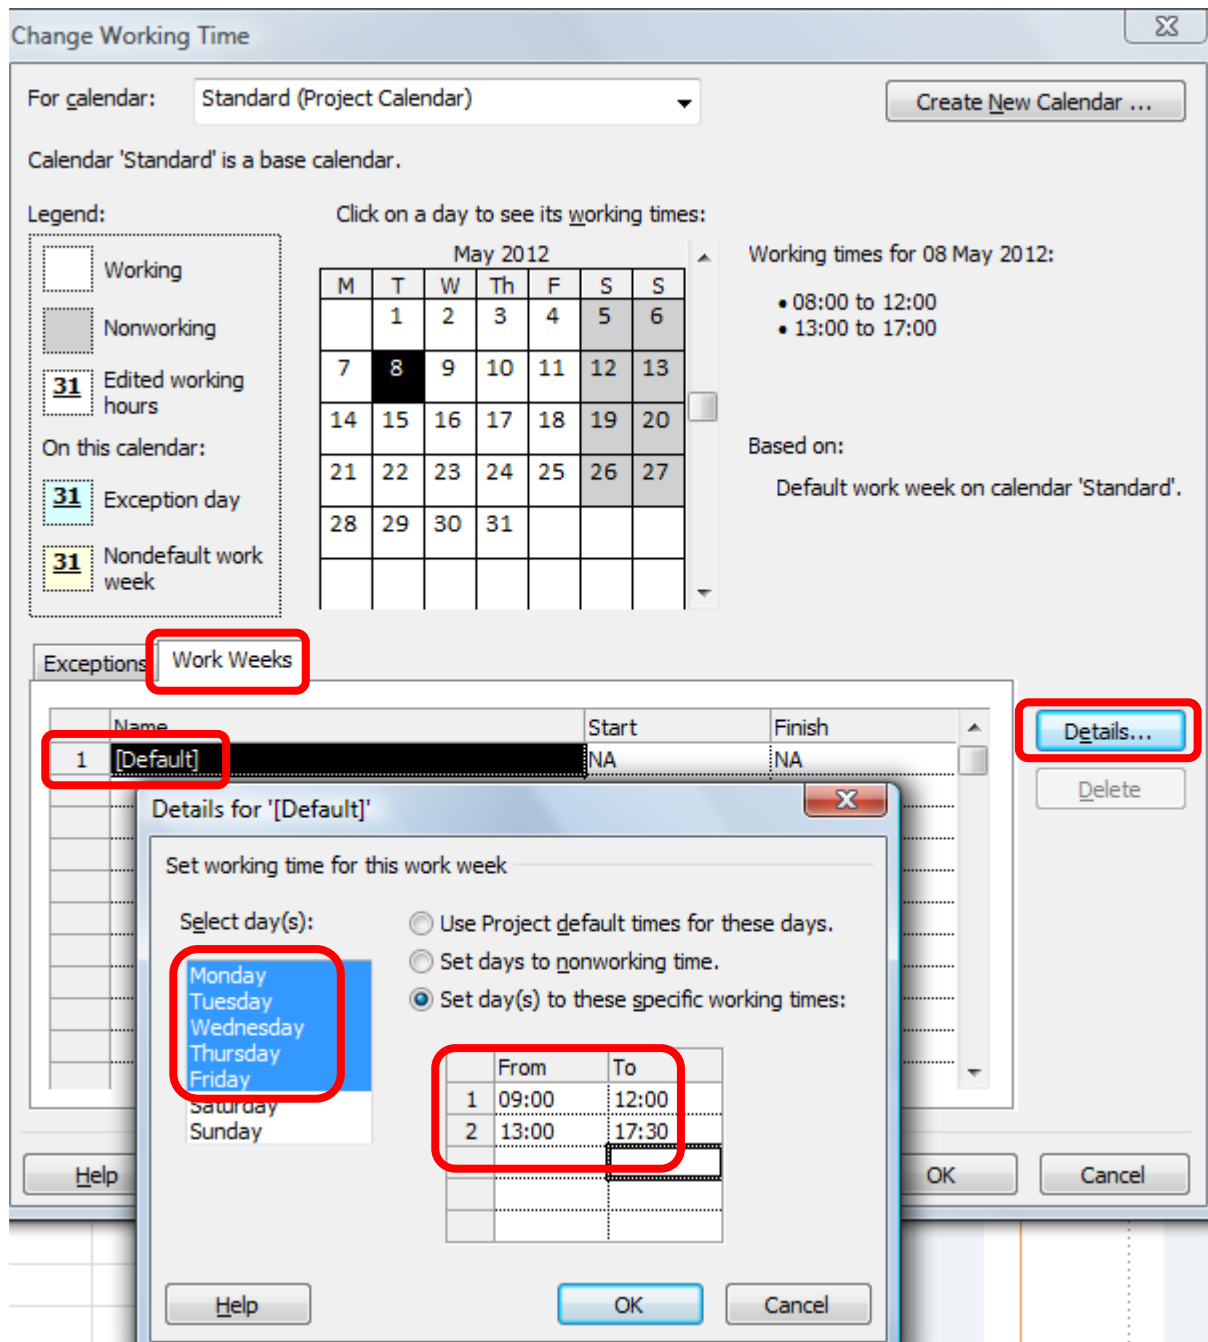 Change Working Time
For calendar: Standard (Project Calendar) Create New Calendar ...
Calendar 'Standard' is a base calendar.
Legend:
Working
Nonworking
31 Edited working
hours
On this calendar:
31 Exception day
31 Nondefault work
week
Click on a day to see its working times:
May 2012
M T W Th F S S
1 2 3 4 5 6
7 8 9 10 11 12 13
14 15 16 17 18 19 20
21 22 23 24 25 26 27
28 29 30 31
Working times for 08 May 2012:
• 08:00 to 12:00
• 13:00 to 17:00
Based on:
Default work week on calendar 'Standard'.
Exceptions Work Weeks
Name Start Finish
1 [Default] NA NA
Details...
Delete
Details for '[Default]'
Set working time for this work week
Select day(s):
Monday
Tuesday
Wednesday
Thursday
Friday
Saturday
Sunday
Use Project default times for these days.
Set days to nonworking time.
Set day(s) to these specific working times:
From To
1 09:00 12:00
2 13:00 17:30
Help OK Cancel
Help OK Cancel